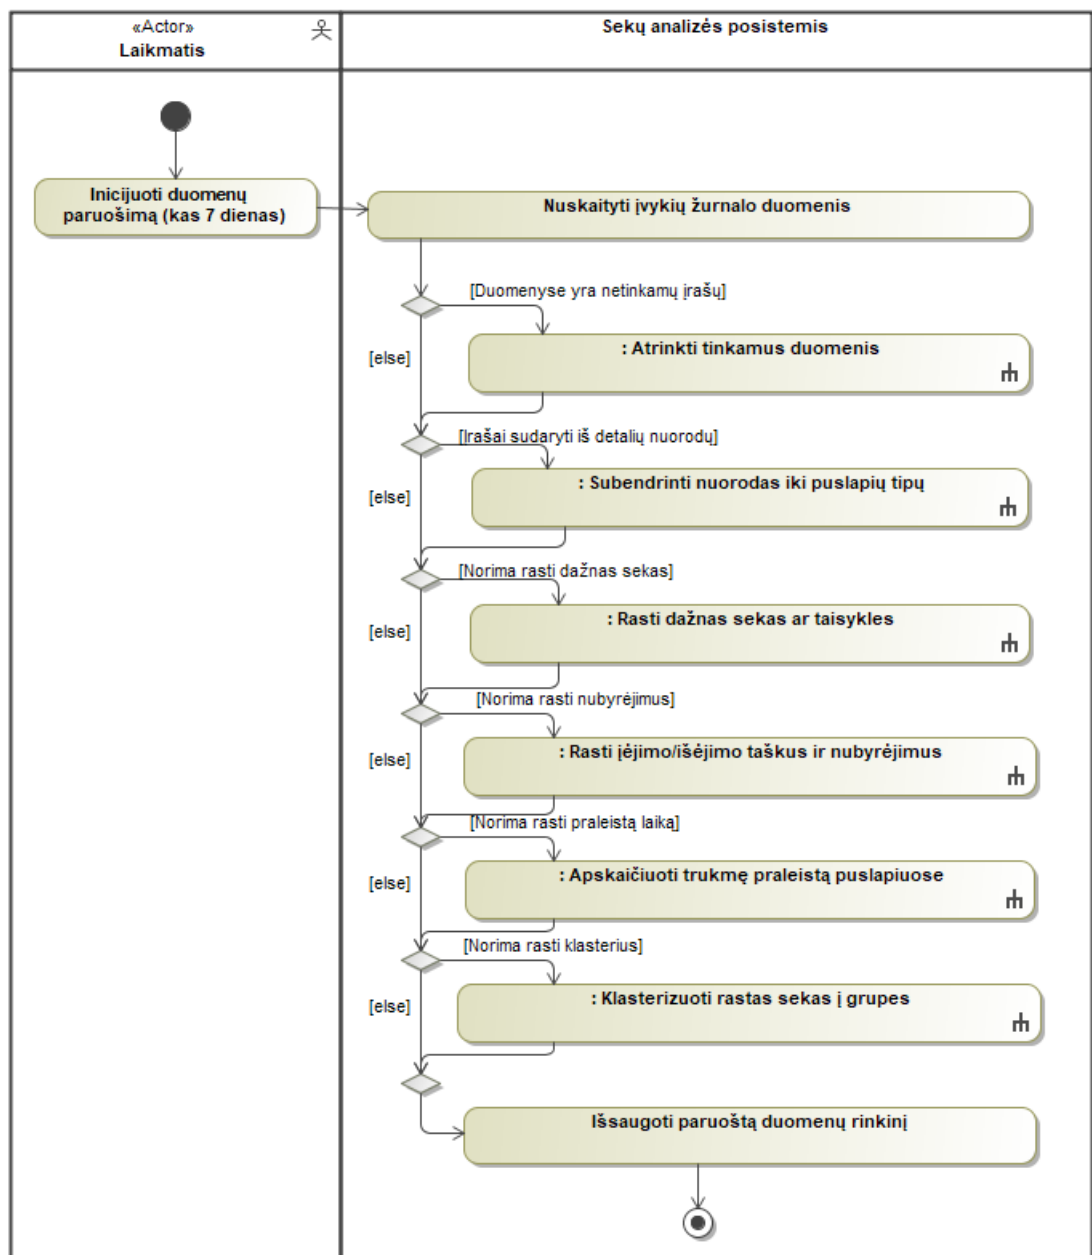 «Actor»
Laikmatis
Sekų analizės posistemis
Inicijuoti duomenų
paruošimą (kas 7 dienas)
Nuskaityti įvykių žurnalo duomenis
[Duomenyse yra netinkamų įrašų]
[else]
: Atrinkti tinkamus duomenis
[Irašai sudaryti iš detalių nuorodų]
[else]
: Subendrinti nuorodas iki puslapių tipų
[Norima rasti dažnas sekas]
[else]
: Rasti dažnas sekas ar taisykles
[Norima rasti nubyrėjimus]
[else]
: Rasti įėjimo/išėjimo taškus ir nubyrėjimus
[Norima rasti praleistą laiką]
[else]
: Apskaičiuoti trukmę praleistą puslapiuose
[Norima rasti klasterius]
[else]
: Klasterizuoti rastas sekas į grupes
Išsaugoti paruoštą duomenų rinkinį